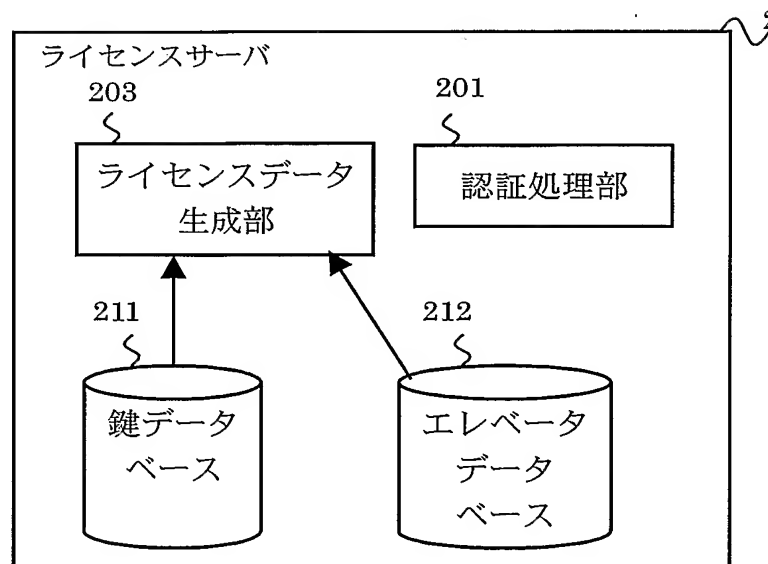 ライセンスサーバ
203
201
ライセンスデータ
生成部
認証処理部
211
212
鍵データ
ベース
エレベータ
データ
ベース